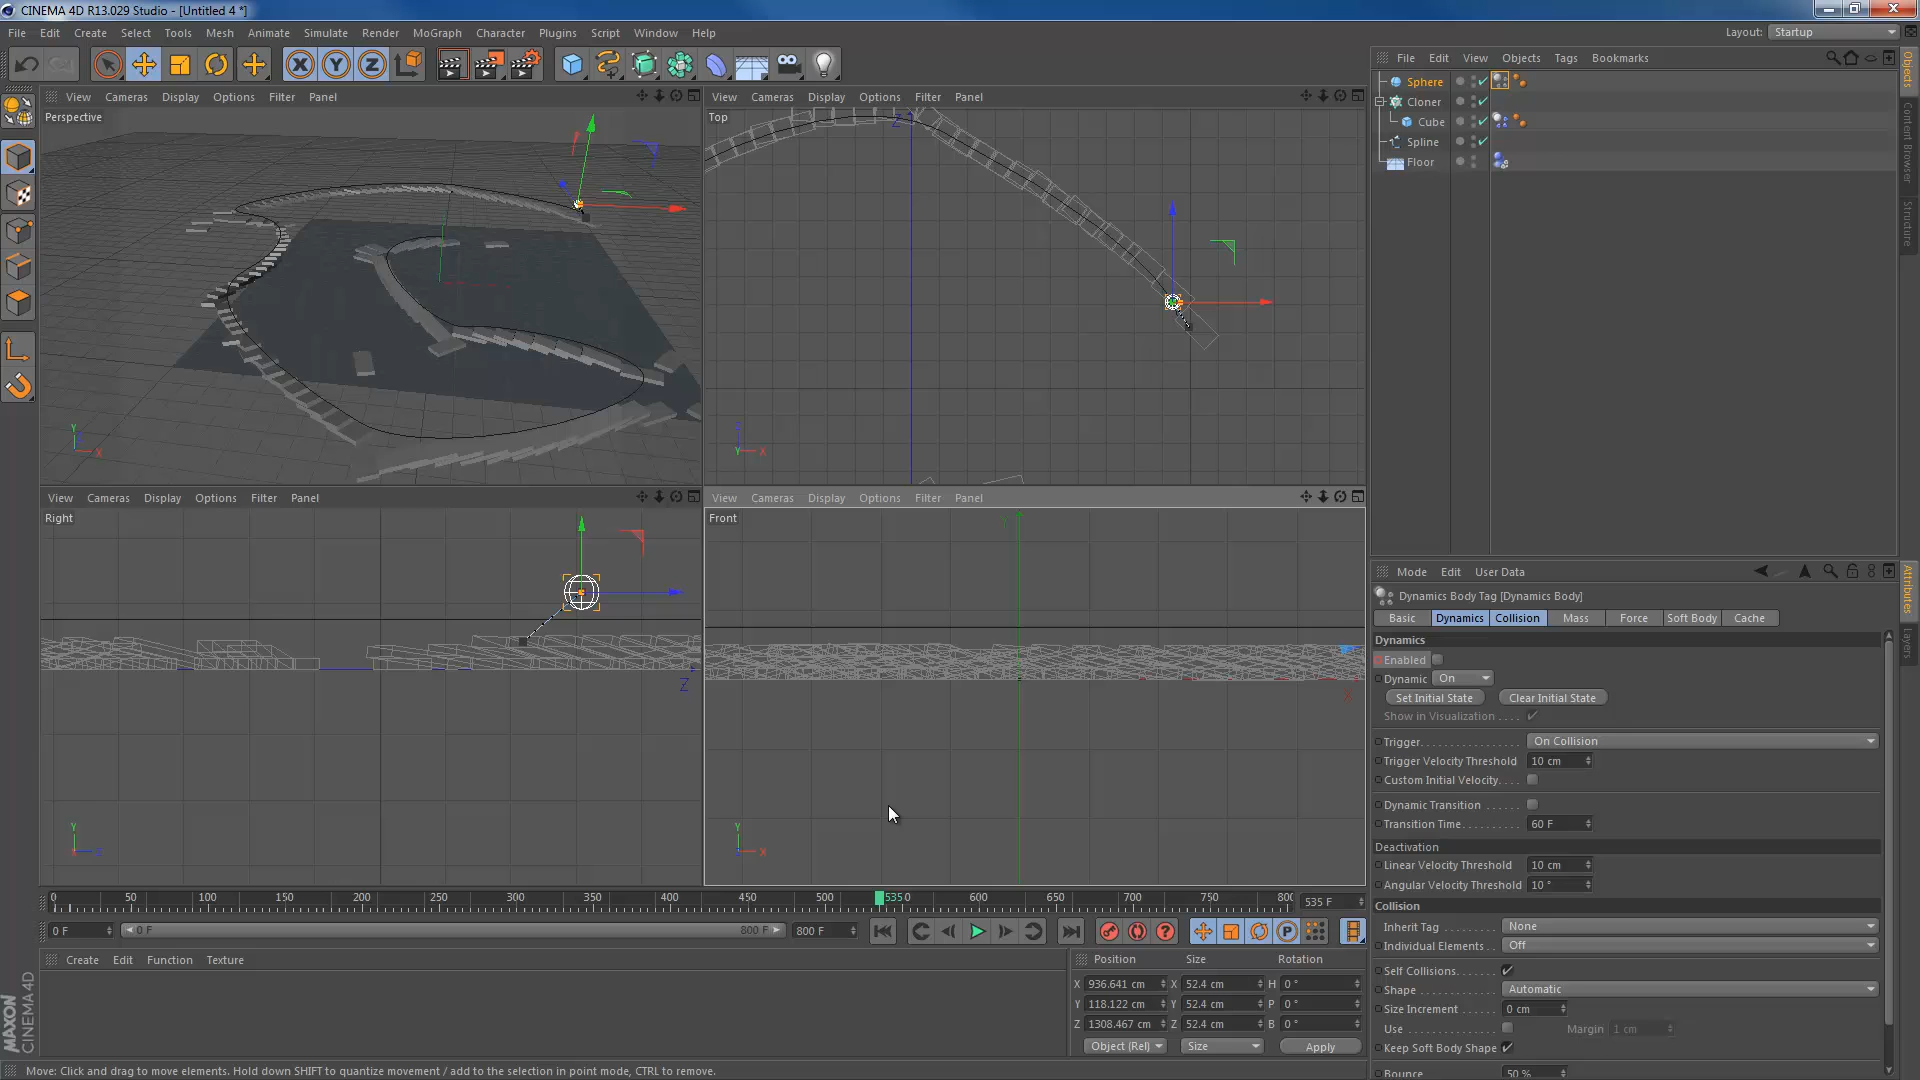 CINEMA 4D R13.029 Studio - [Untitled 4 *]
File Edit Create Select Tools Mesh Animate Simulate Render MoGraph Character Plugins Script Window Help
Layout: Startup
View Cameras Display Options Filter Panel
Perspective
View Cameras Display Options Filter Panel
Top
File Edit View Objects Tags Bookmarks
Sphere
Cloner
Cube
Spline
Floor
Objects
Content Browser
Structure
View Cameras Display Options Filter Panel
Right
View Cameras Display Options Filter Panel
Front
Mode Edit User Data
Dynamics Body Tag [Dynamics Body]
Basic Dynamics Collision Mass Force Soft Body Cache
Dynamics
Enabled
Dynamic On
Set Initial State Clear Initial State
Show in Visualization . . . .
Trigger. . . . . . . . . . . . . . . On Collision
Trigger Velocity Threshold 10 cm
Custom Initial Velocity. . . .
Dynamic Transition . . . . . .
Transition Time. . . . . . . . . 60 F
Deactivation
Linear Velocity Threshold 10 cm
Angular Velocity Threshold 10 °
Collision
Inherit Tag . . . . . . . . None
Individual Elements . . Off
Self Collisions. . . . . . .
Shape . . . . . . . . . . . . Automatic
Size Increment . . . . . 0 cm
Use . . . . . . . . . . . . . . Margin 1 cm
Keep Soft Body Shape
Bounce 50 %
Attributes
Layers
0 50 100 150 200 250 300 350 400 450 500 535 0 600 650 700 750 800 535 F
0 F 0 F 800 F 800 F
Create Edit Function Texture
Position Size Rotation
X 936.641 cm X 52.4 cm H 0 °
Y 118.122 cm Y 52.4 cm P 0 °
Z 1308.467 cm Z 52.4 cm B 0 °
Object (Rel) Size Apply
MAXON
CINEMA 4D
Move: Click and drag to move elements. Hold down SHIFT to quantize movement / add to the selection in point mode, CTRL to remove.